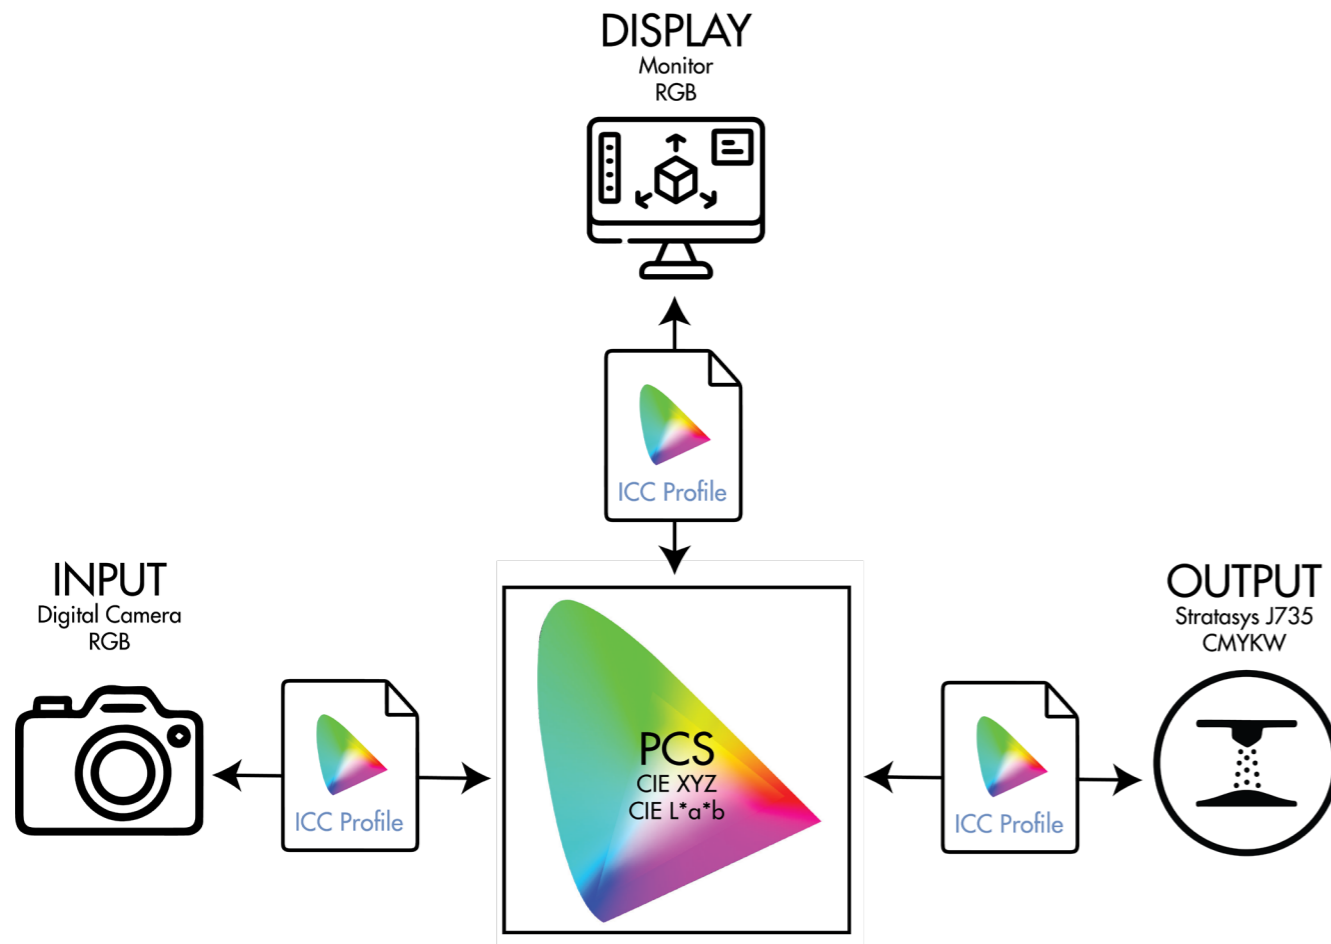 DISPLAY
Monitor
RGB
ICC Profile
INPUT
Digital Camera
RGB
ICC Profile
PCS
CIE XYZ
CIE L*a*b
ICC Profile
OUTPUT
Stratasys J735
CMYKW